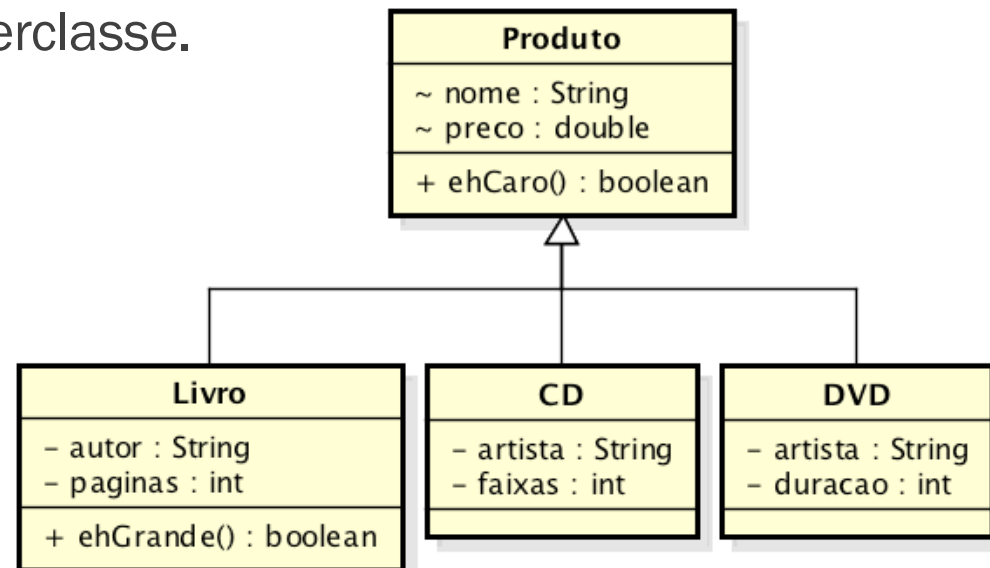 erclasse.
Produto
~ nome : String
~ preco : double
+ ehCaro() : boolean
Livro
– autor : String
– paginas : int
+ ehGrande() : boolean
CD
– artista : String
– faixas : int
DVD
– artista : String
– duracao : int